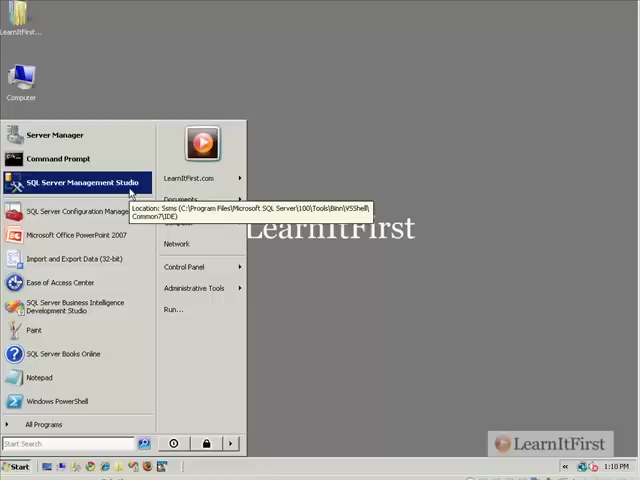 LearnItFirst...
Computer
Server Manager
Command Prompt
SQL Server Management Studio
SQL Server Configuration Manage
Microsoft Office PowerPoint 2007
Import and Export Data (32-bit)
Ease of Access Center
SQL Server Business Intelligence
Development Studio
Paint
SQL Server Books Online
Notepad
Windows PowerShell
All Programs
Start Search
LearnItFirst.com
Documents
Location: Ssms (C:\Program Files\Microsoft SQL Server\100\Tools\Binn\VSShell\
Common7\IDE)
Computer
Network
Control Panel
Administrative Tools
Run...
LearnItFirst
LearnItFirst
Start
1:10 PM